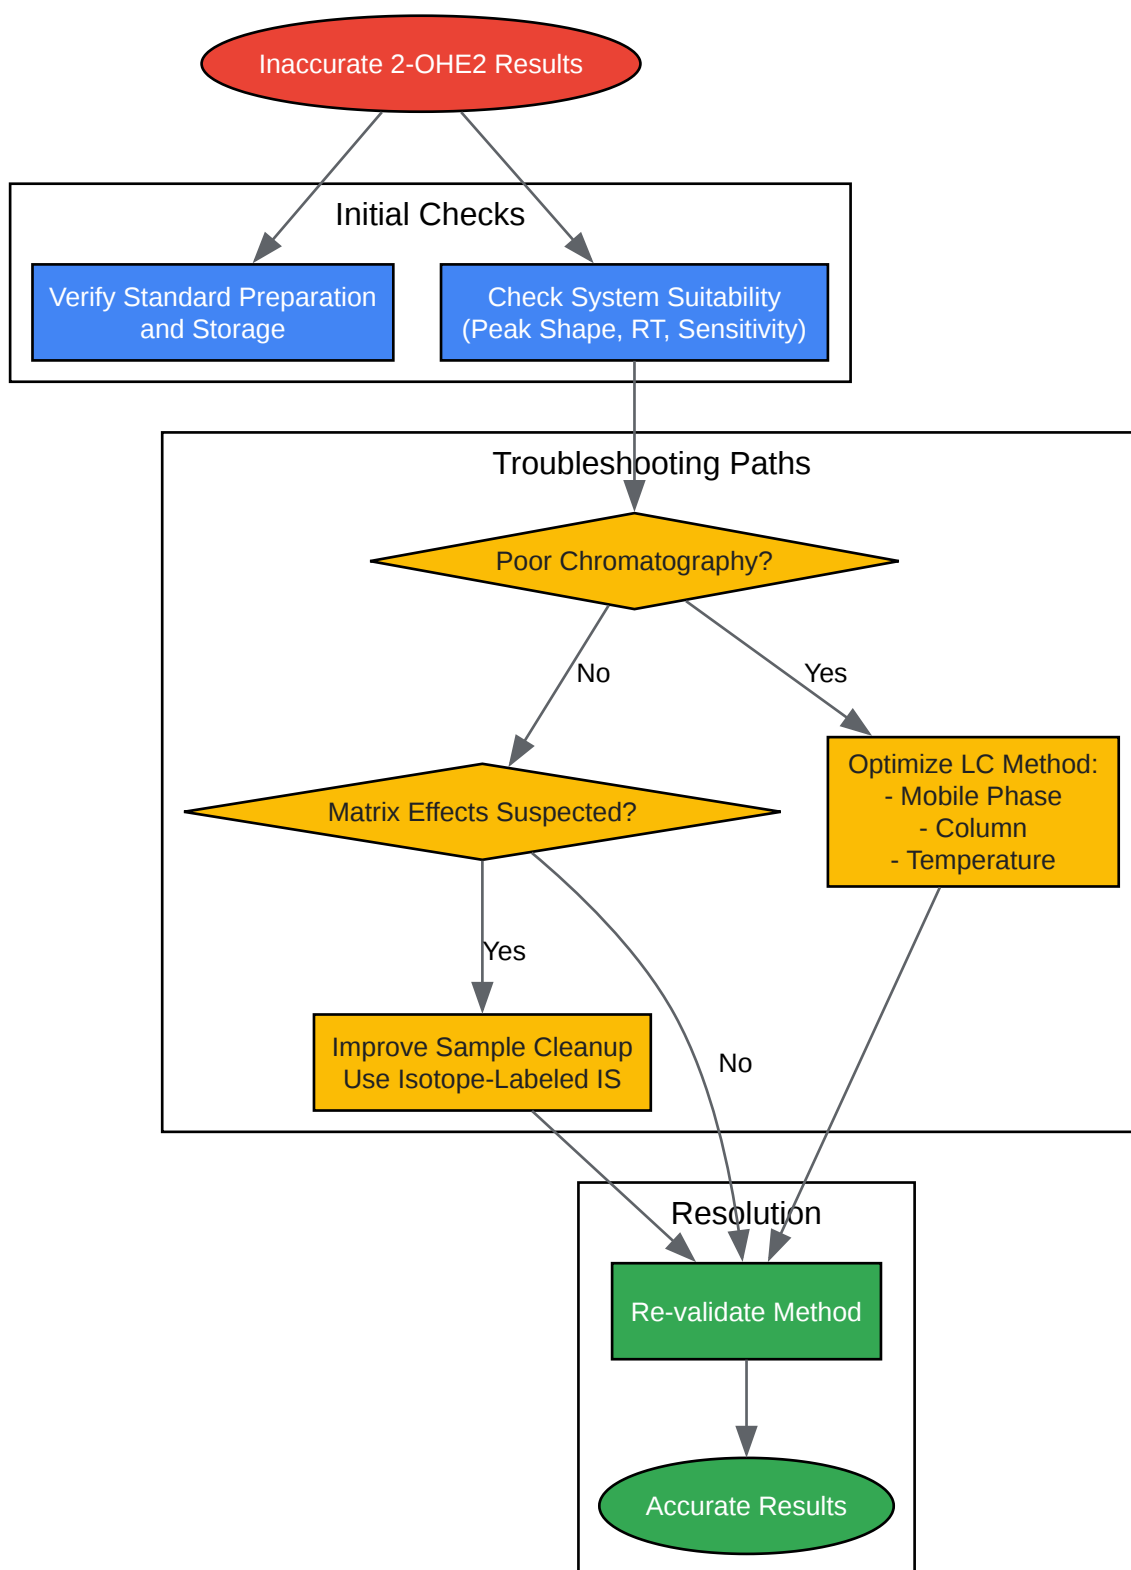 Inaccurate 2-OHE2 Results
Initial Checks
Verify Standard Preparation
and Storage
Check System Suitability
(Peak Shape, RT, Sensitivity)
Troubleshooting Paths
Poor Chromatography?
No
Yes
Optimize LC Method:
- Mobile Phase
- Column
- Temperature
Matrix Effects Suspected?
Yes
No
Improve Sample Cleanup
Use Isotope-Labeled IS
Resolution
Re-validate Method
Accurate Results